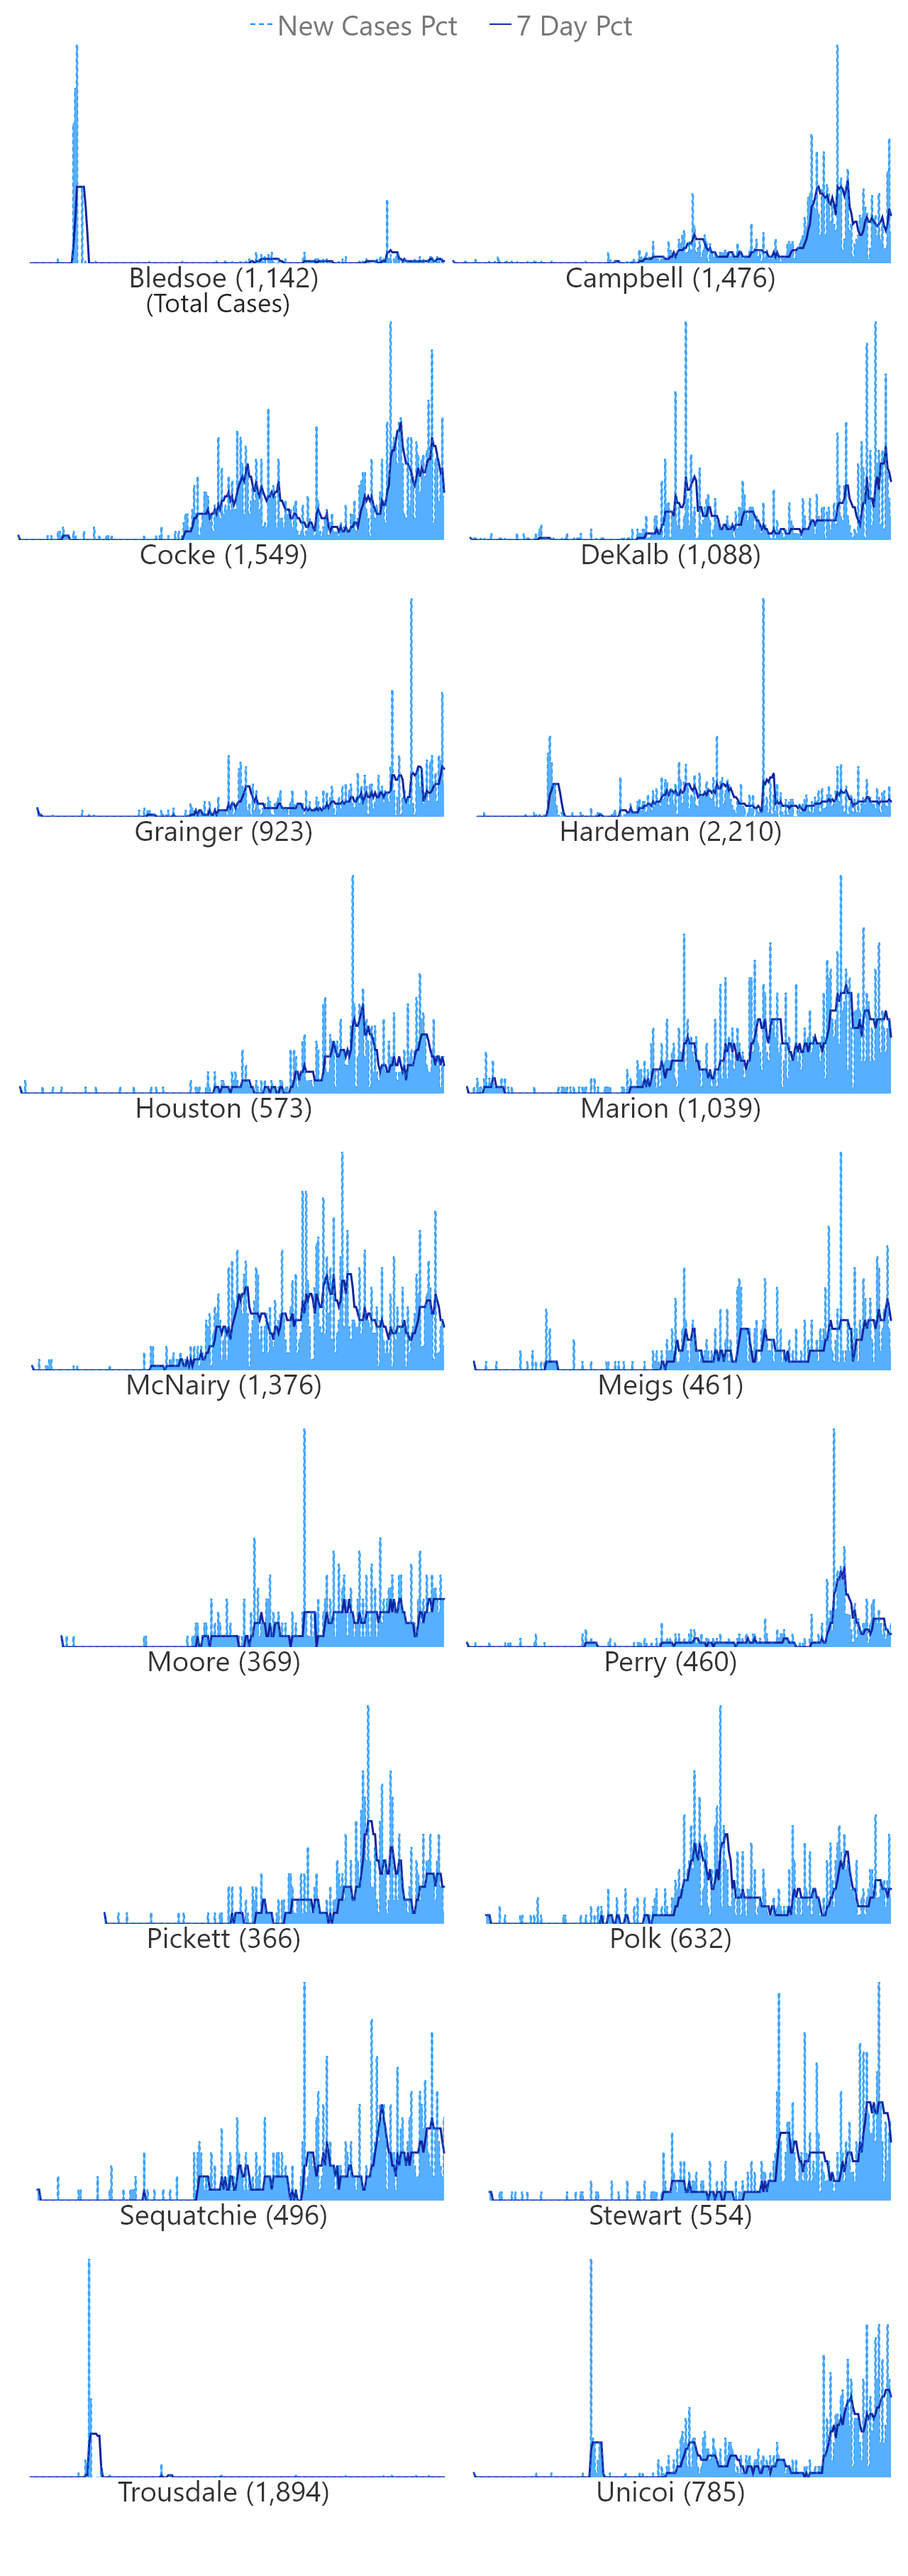 New Cases Pct 7 Day Pct
Bledsoe (1,142) Campbell (1,476)
(Total Cases)
Cocke (1,549) DeKalb (1,088)
Grainger (923) Hardeman (2,210)
Houston (573) Marion (1,039)
McNairy (1,376) Meigs (461)
Moore (369) Perry (460)
Pickett (366) Polk (632)
Sequatchie (496) Stewart (554)
Trousdale (1,894) Unicoi (785)